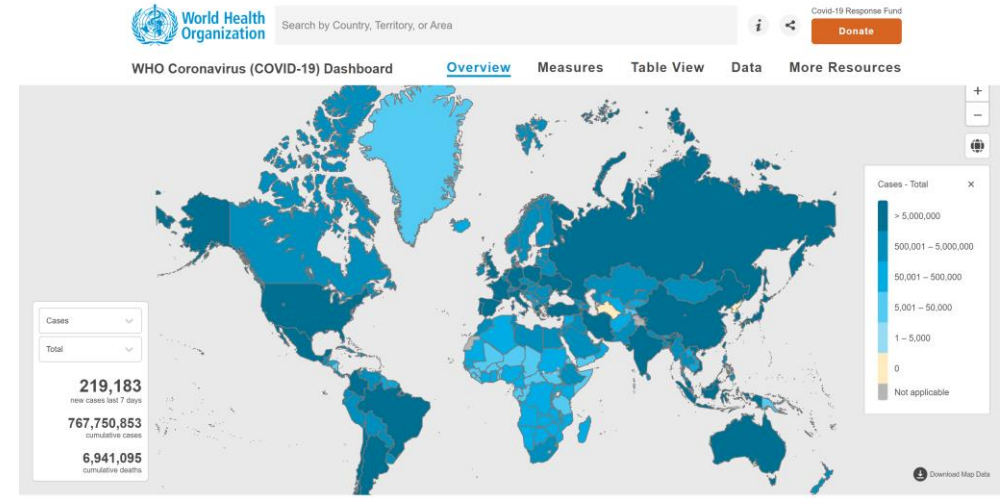 World Health
Organization
Search by Country, Territory, or Area
i
Covid-19 Response Fund
Donate
WHO Coronavirus (COVID-19) Dashboard
Overview
Measures
Table View
Data
More Resources
+
−
Cases - Total
x
> 5,000,000
500,001 – 5,000,000
50,001 – 500,000
5,001 – 50,000
1 – 5,000
0
Not applicable
Cases
Total
219,183
new cases last 7 days
767,750,853
cumulative cases
6,941,095
cumulative deaths
Download Map Data